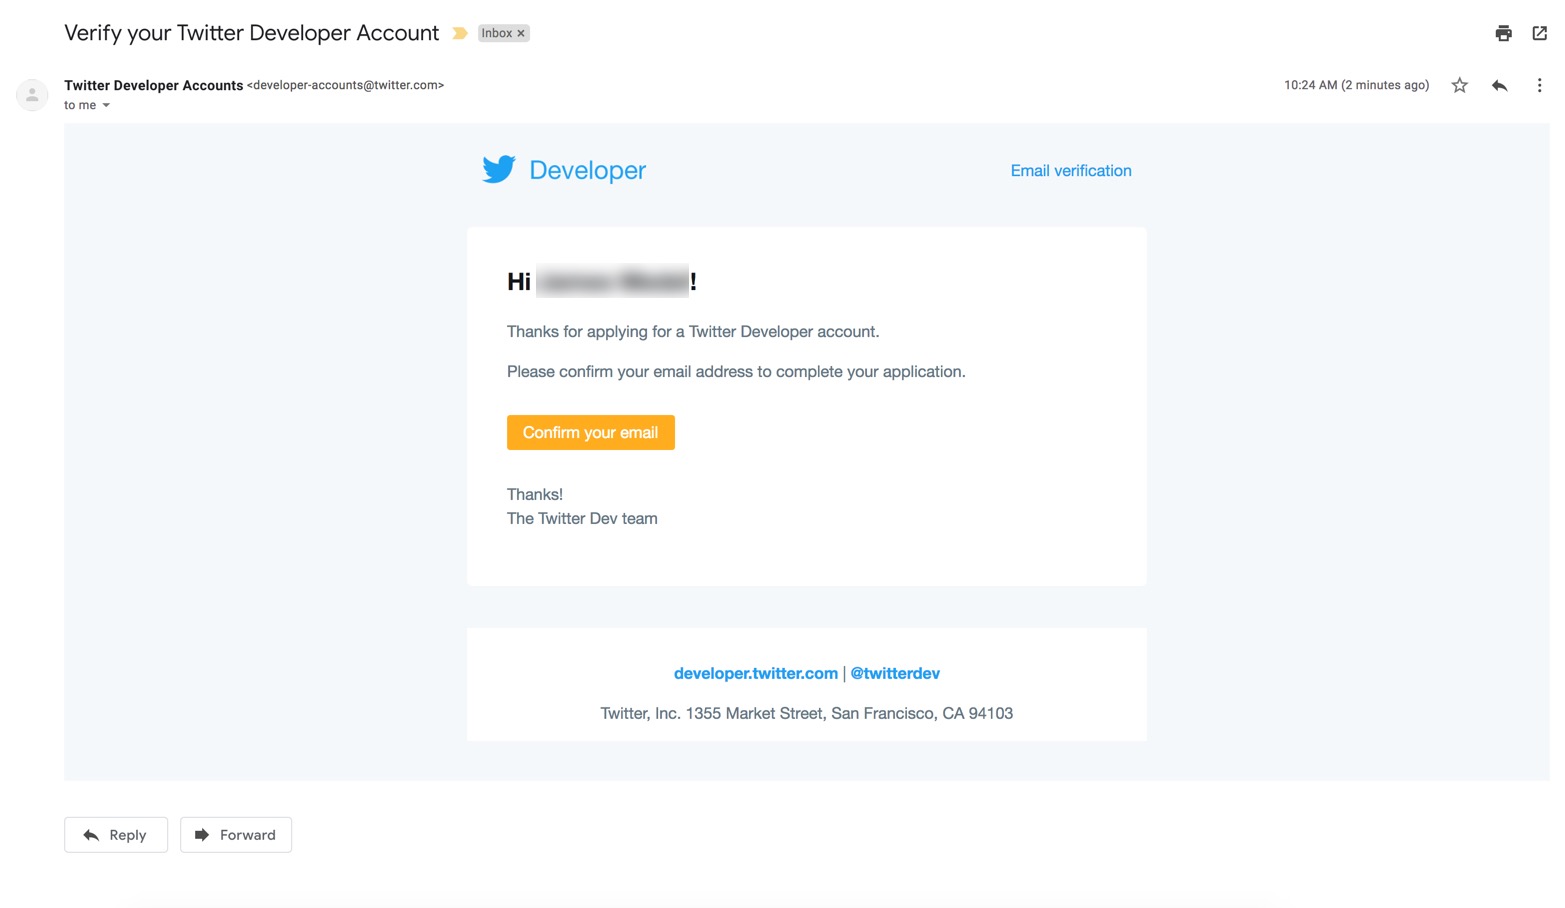 Verify your Twitter Developer Account
Inbox ×
Twitter Developer Accounts <developer-accounts@twitter.com>
10:24 AM (2 minutes ago)
to me
Developer
Email verification
Hi !
Thanks for applying for a Twitter Developer account.
Please confirm your email address to complete your application.
Confirm your email
Thanks!
The Twitter Dev team
developer.twitter.com | @twitterdev
Twitter, Inc. 1355 Market Street, San Francisco, CA 94103
Reply
Forward